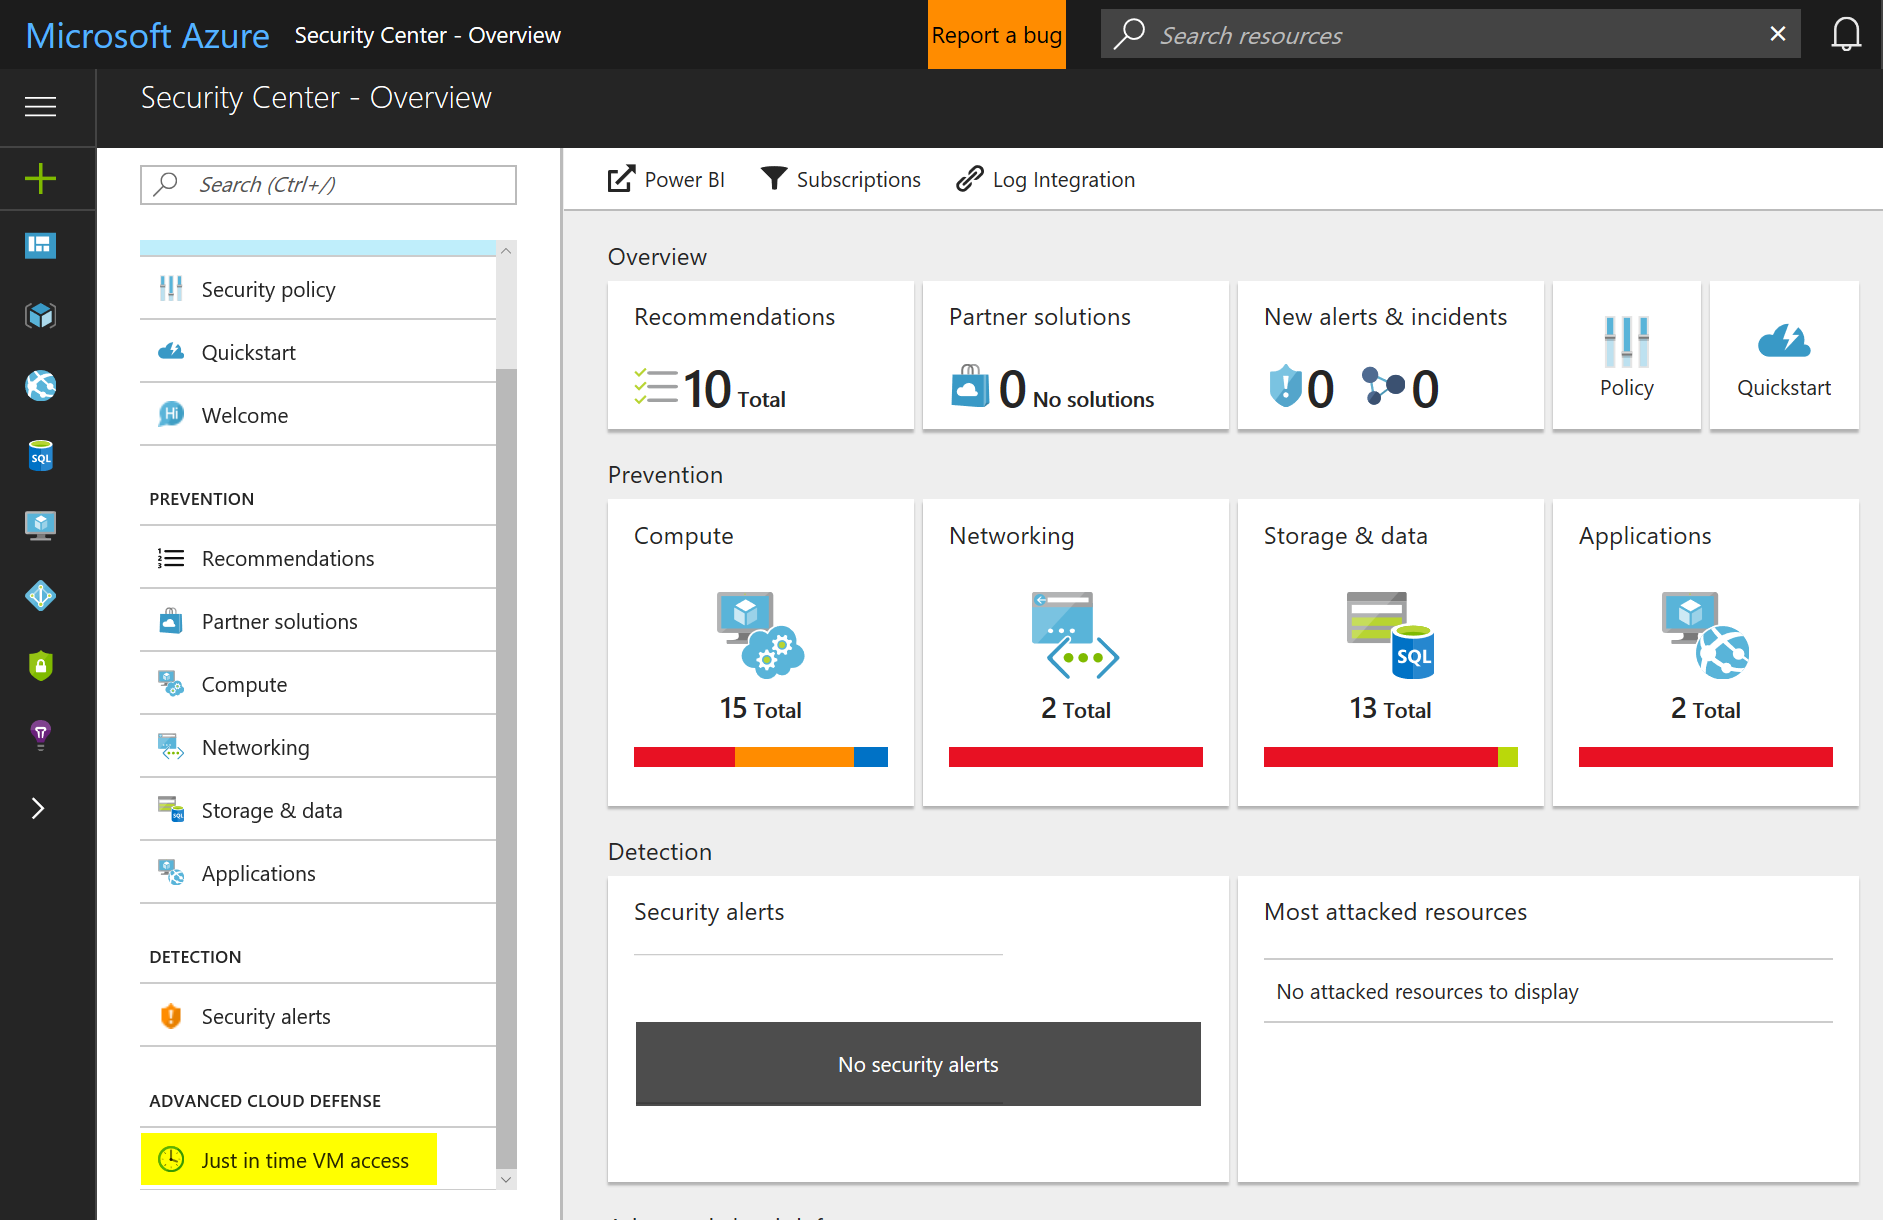 Microsoft Azure
Security Center - Overview
Report a bug
Search resources
Security Center - Overview
Search (Ctrl+/)
Security policy
Quickstart
Hi
Welcome
PREVENTION
Recommendations
Partner solutions
Compute
Networking
Storage & data
Applications
DETECTION
Security alerts
ADVANCED CLOUD DEFENSE
Just in time VM access
SQL
Power BI
Subscriptions
Log Integration
Overview
Recommendations
10 Total
Partner solutions
0 No solutions
New alerts & incidents
0
0
Policy
Quickstart
Prevention
Compute
15 Total
Networking
2 Total
Storage & data
SQL
13 Total
Applications
2 Total
Detection
Security alerts
No security alerts
Most attacked resources
No attacked resources to display